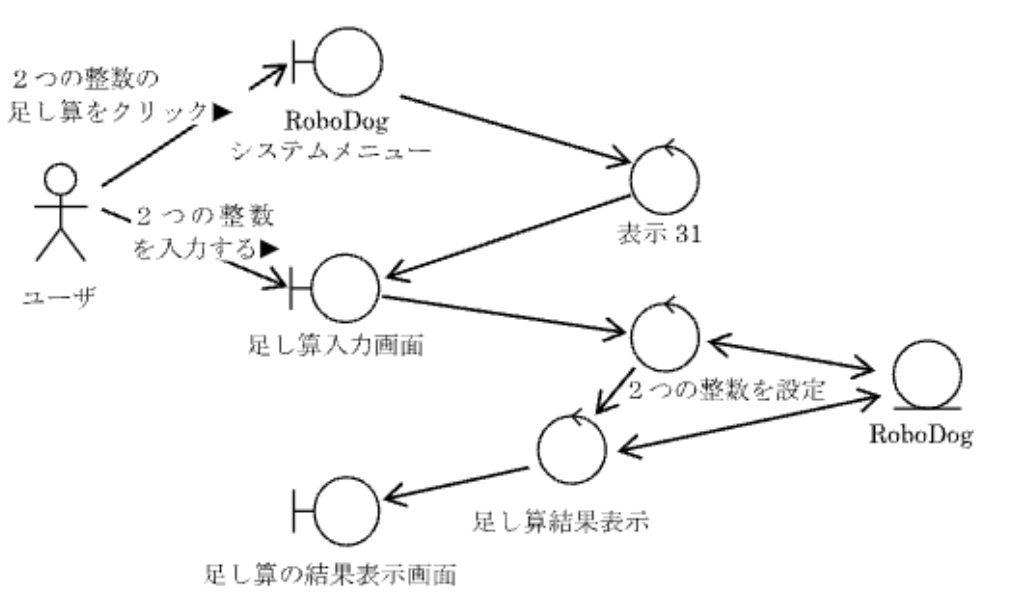 ２つの整数の
足し算をクリック▶
RoboDog
システムメニュー
２つの整数
を入力する▶
ユーザ
表示 31
足し算入力画面
２つの整数を設定
RoboDog
足し算結果表示
足し算の結果表示画面